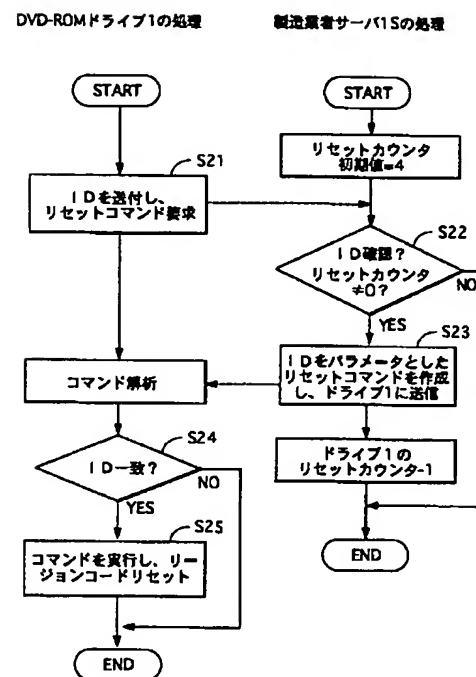 DVD-ROMドライブ1の処理
製造業者サーバ1Sの処理
START
START
リセットカウンタ
初期値=4
S21
IDを送付し、
リセットコマンド要求
S22
ID確認?
リセットカウンタ
≠0?
NO
YES
S23
IDをパラメータとした
リセットコマンドを作成
し、ドライブ1に送信
コマンド解析
S24
ID一致?
NO
YES
ドライブ1の
リセットカウンタ-1
S25
コマンドを実行し、リー
ジョンコードリセット
END
END